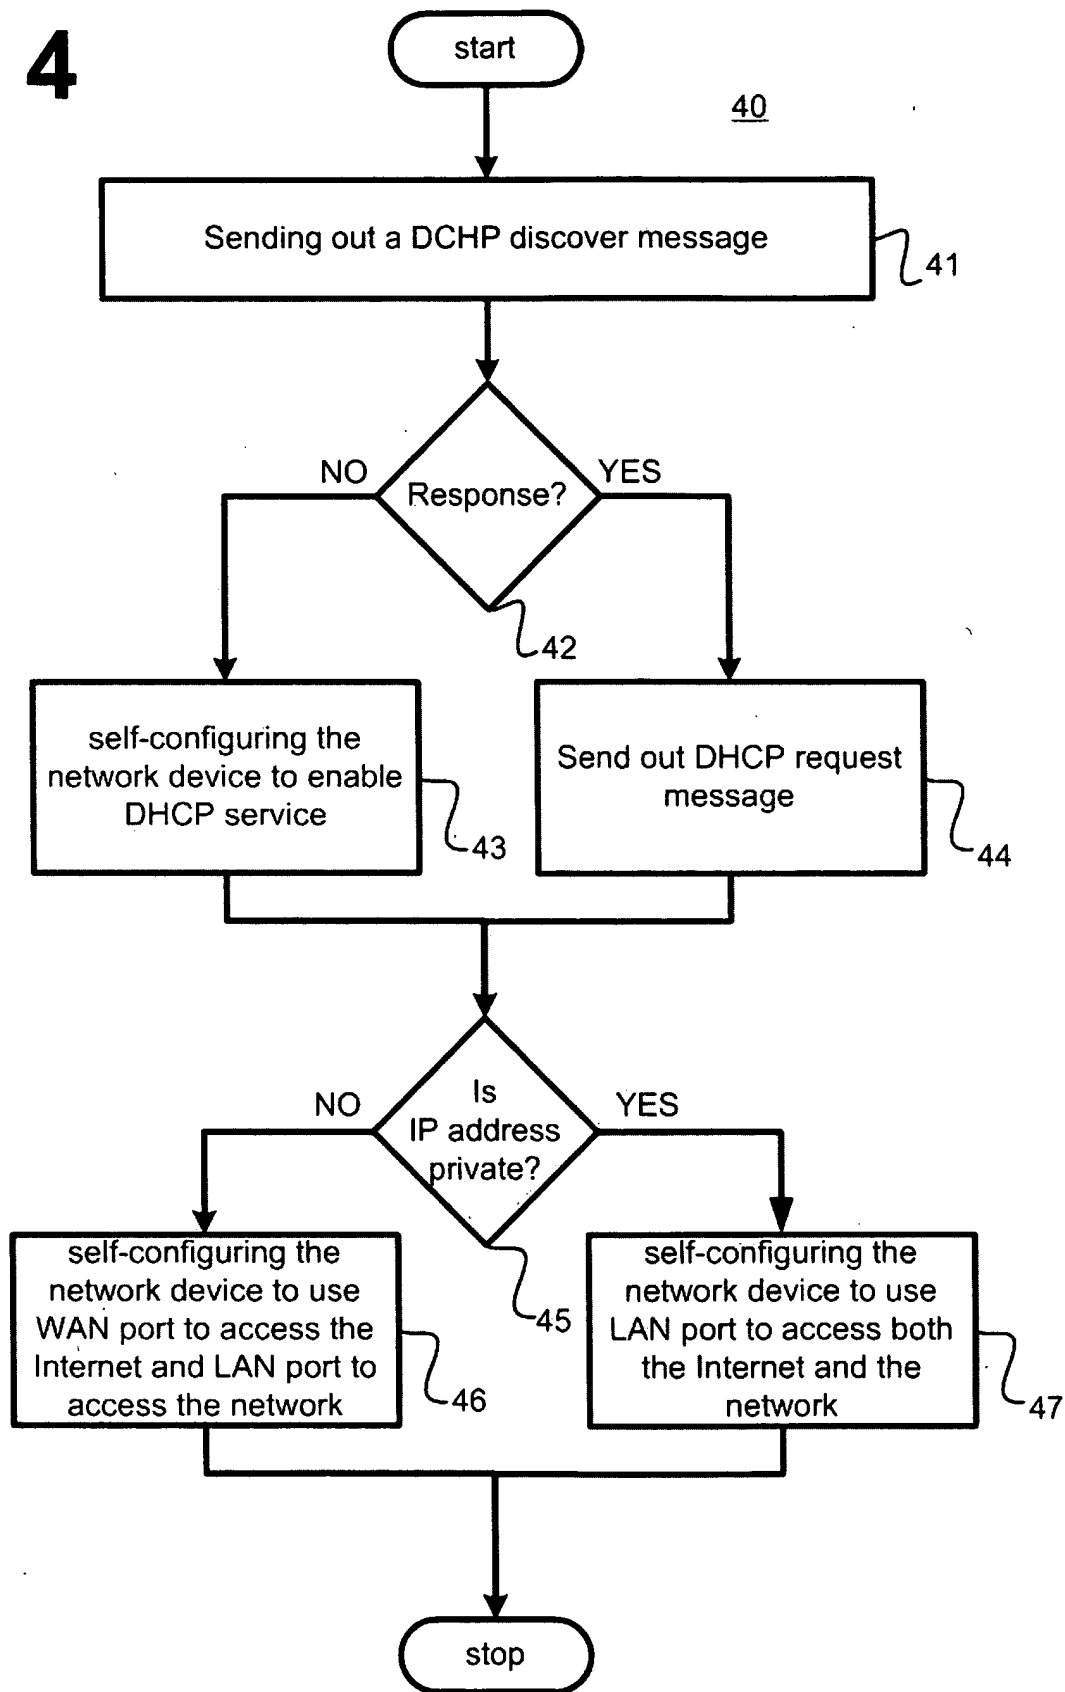 4
start
40
Sending out a DCHP discover message
41
NO
YES
Response?
42
self-configuring the
network device to enable
DHCP service
43
Send out DHCP request
message
44
NO
YES
Is
IP address
private?
45
self-configuring the
network device to use
WAN port to access the
Internet and LAN port to
access the network
46
self-configuring the
network device to use
LAN port to access both
the Internet and the
network
47
stop